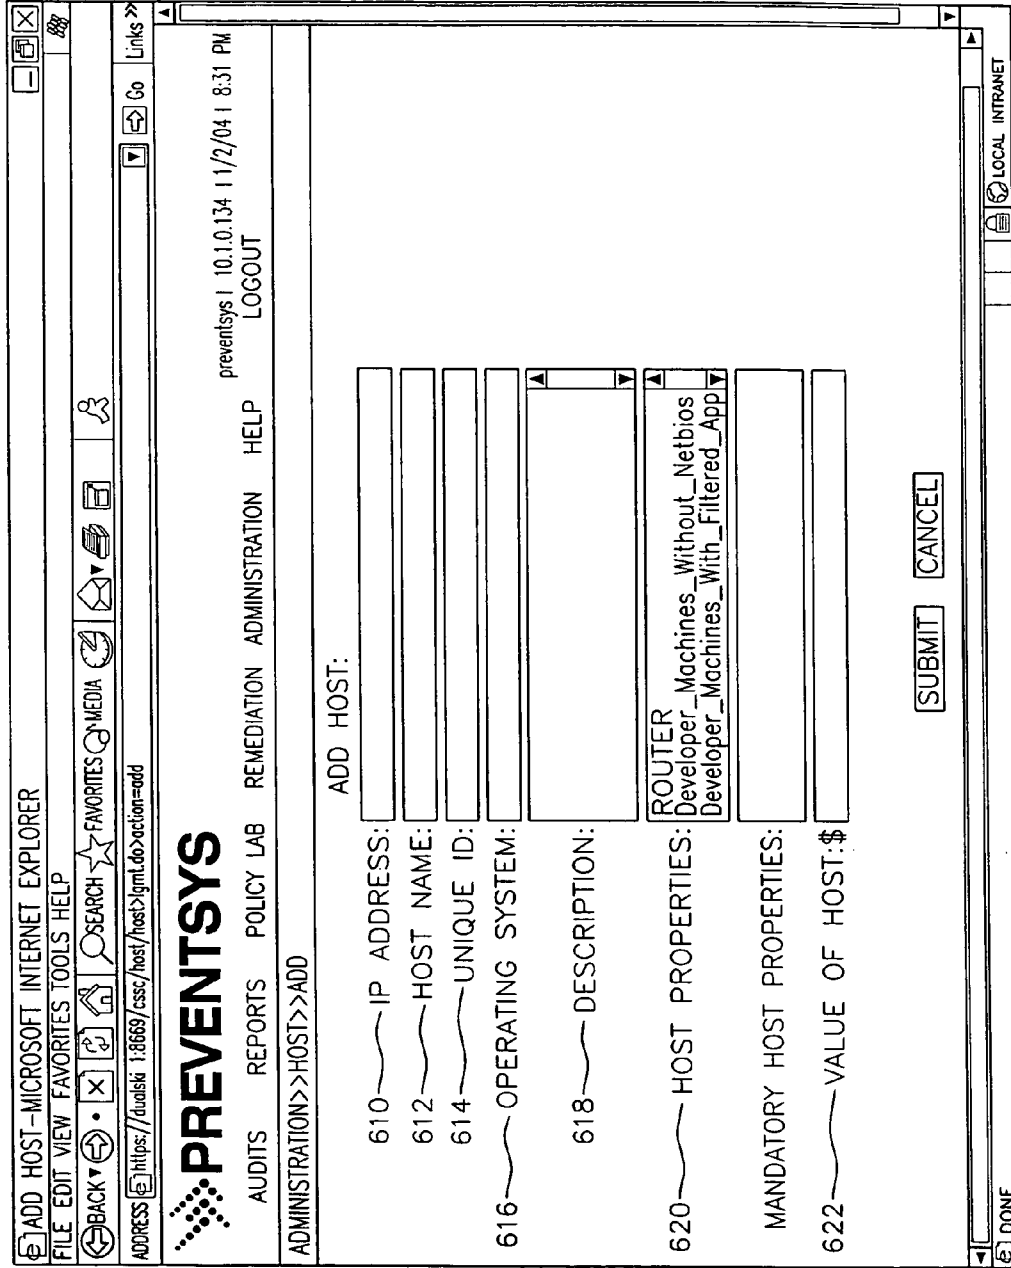 ADD HOST-MICROSOFT INTERNET EXPLORER
FILE EDIT VIEW FAVORITES TOOLS HELP
BACK SEARCH FAVORITES MEDIA
ADDRESS https://dualski 1:8669/cssc/host/host>lgmt.do>action=add Go Links »
PREVENTSYS
preventsys | 10.1.0.134 | 1/2/04 | 8:31 PM
AUDITS REPORTS POLICY LAB REMEDIATION ADMINISTRATION HELP LOGOUT
ADMINISTRATION>>HOST>>ADD
ADD HOST:
610 IP ADDRESS:
612 HOST NAME:
614 UNIQUE ID:
616 OPERATING SYSTEM:
618 DESCRIPTION:
620 HOST PROPERTIES: ROUTER
Developer_Machines_Without_Netbios
Developer_Machines_With_Filtered_App
MANDATORY HOST PROPERTIES:
622 VALUE OF HOST:$
SUBMIT CANCEL
DONE LOCAL INTRANET